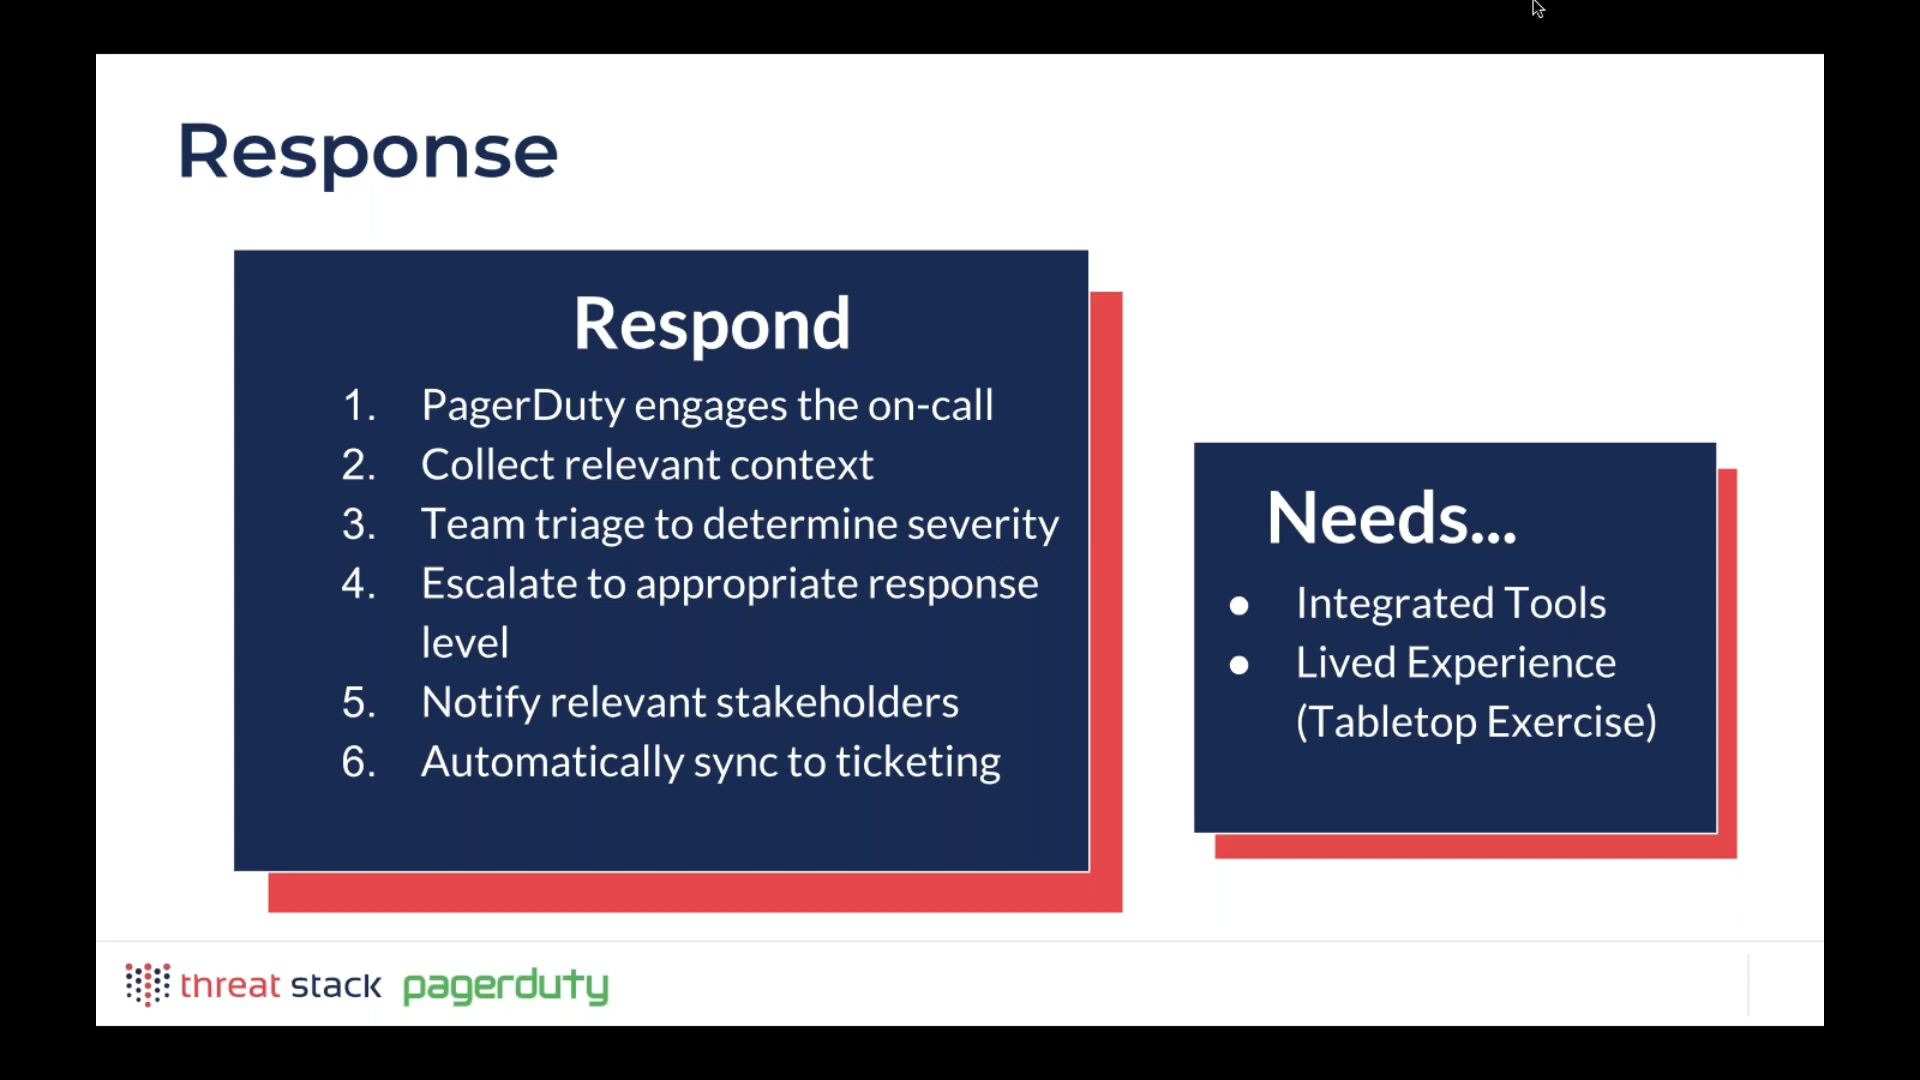 Response
Respond
1. PagerDuty engages the on-call
2. Collect relevant context
3. Team triage to determine severity
4. Escalate to appropriate response
level
5. Notify relevant stakeholders
6. Automatically sync to ticketing
Needs...
● Integrated Tools
● Lived Experience
(Tabletop Exercise)
threat stack pagerduty